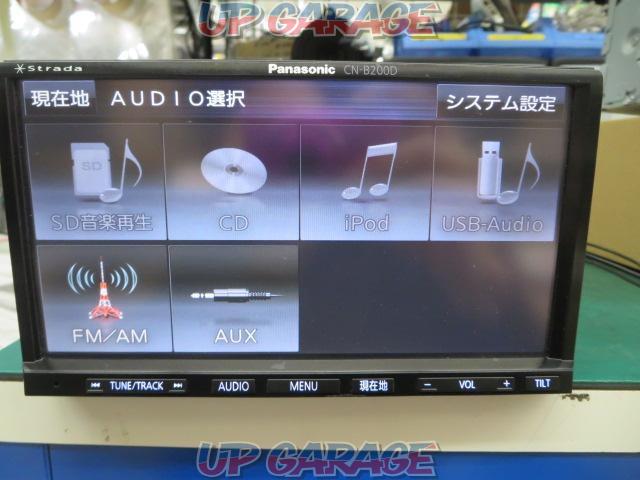 UP GARAGE
Strada
Panasonic CN-B200D
現在地 AUDIO選択 システム設定
SD
SD音楽再生 CD iPod USB-Audio
FM/AM AUX
TUNE/TRACK AUDIO MENU 現在地 − VOL + TILT
UP GARAGE